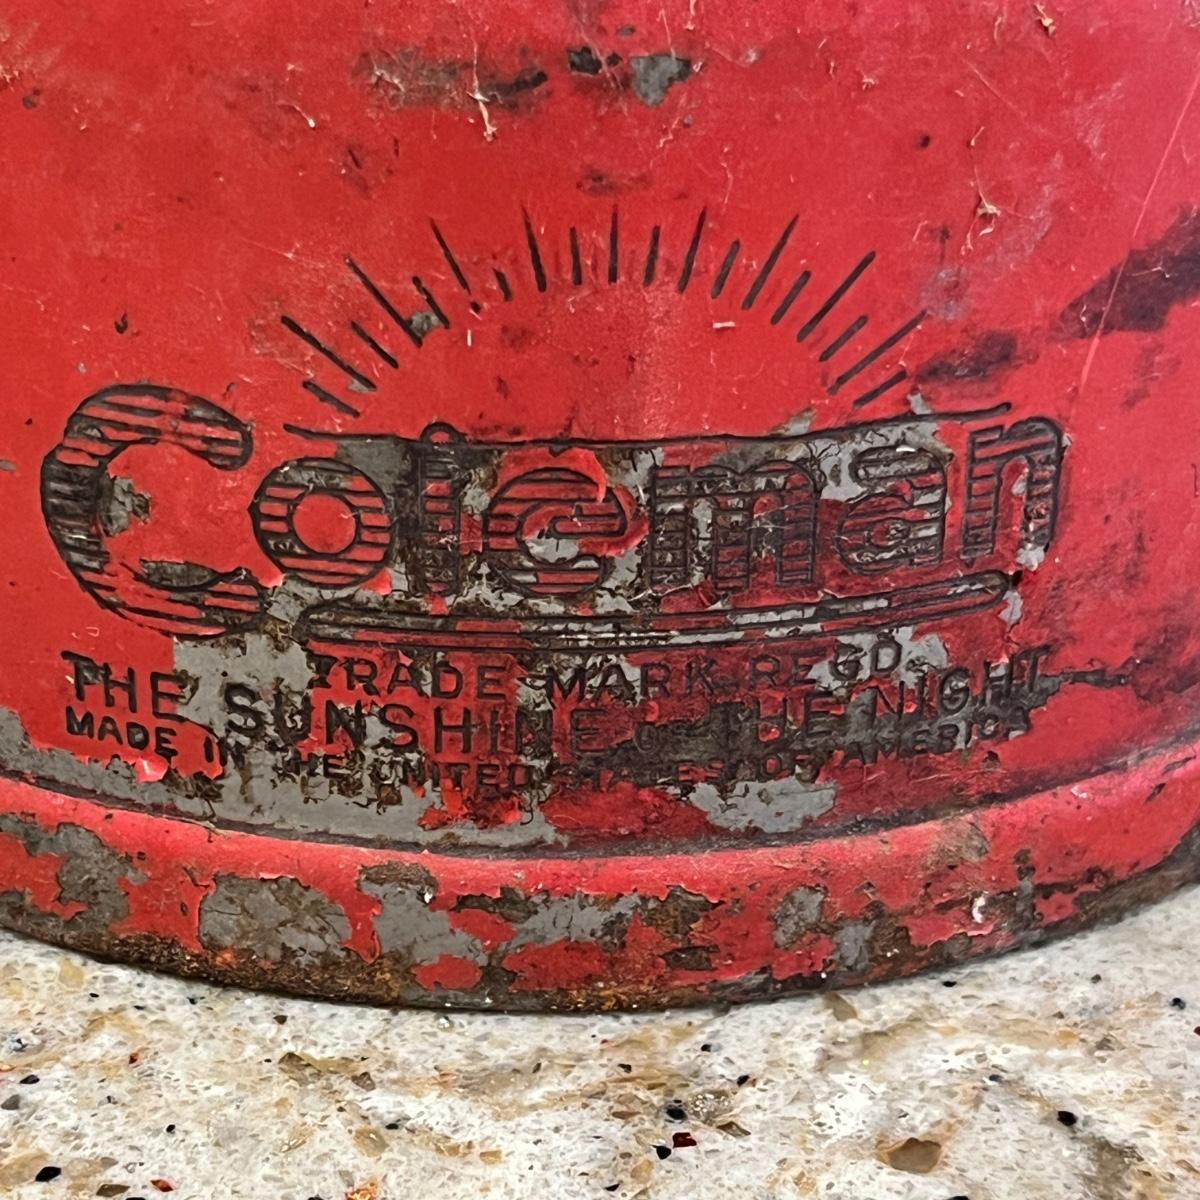 Coleman
TRADE MARK REG'D
THE SUNSHINE OF THE NIGHT
MADE IN THE UNITED STATES OF AMERICA